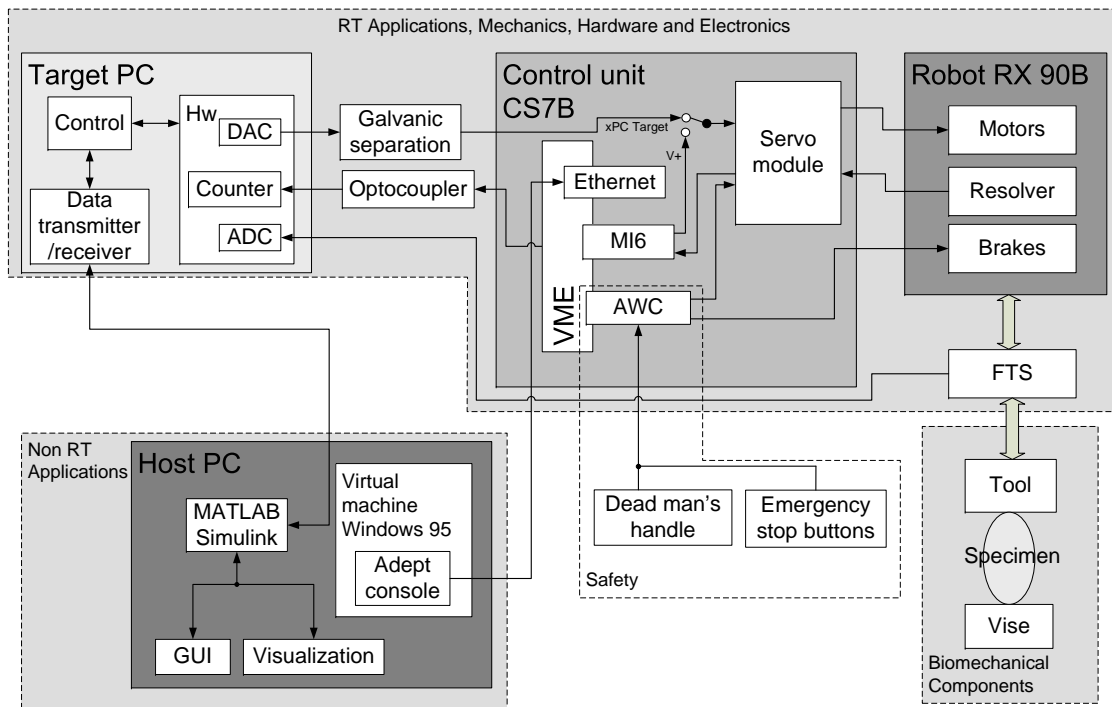 RT Applications, Mechanics, Hardware and Electronics
Target PC
Control
Hw
DAC
Counter
ADC
Data
transmitter
/receiver
Galvanic
separation
Optocoupler
Control unit
CS7B
xPC Target
V+
Ethernet
MI6
VME
AWC
Servo
module
Robot RX 90B
Motors
Resolver
Brakes
FTS
Non RT
Applications
Host PC
MATLAB
Simulink
Virtual
machine
Windows 95
Adept
console
GUI
Visualization
Dead man's
handle
Emergency
stop buttons
Safety
Tool
Specimen
Vise
Biomechanical
Components